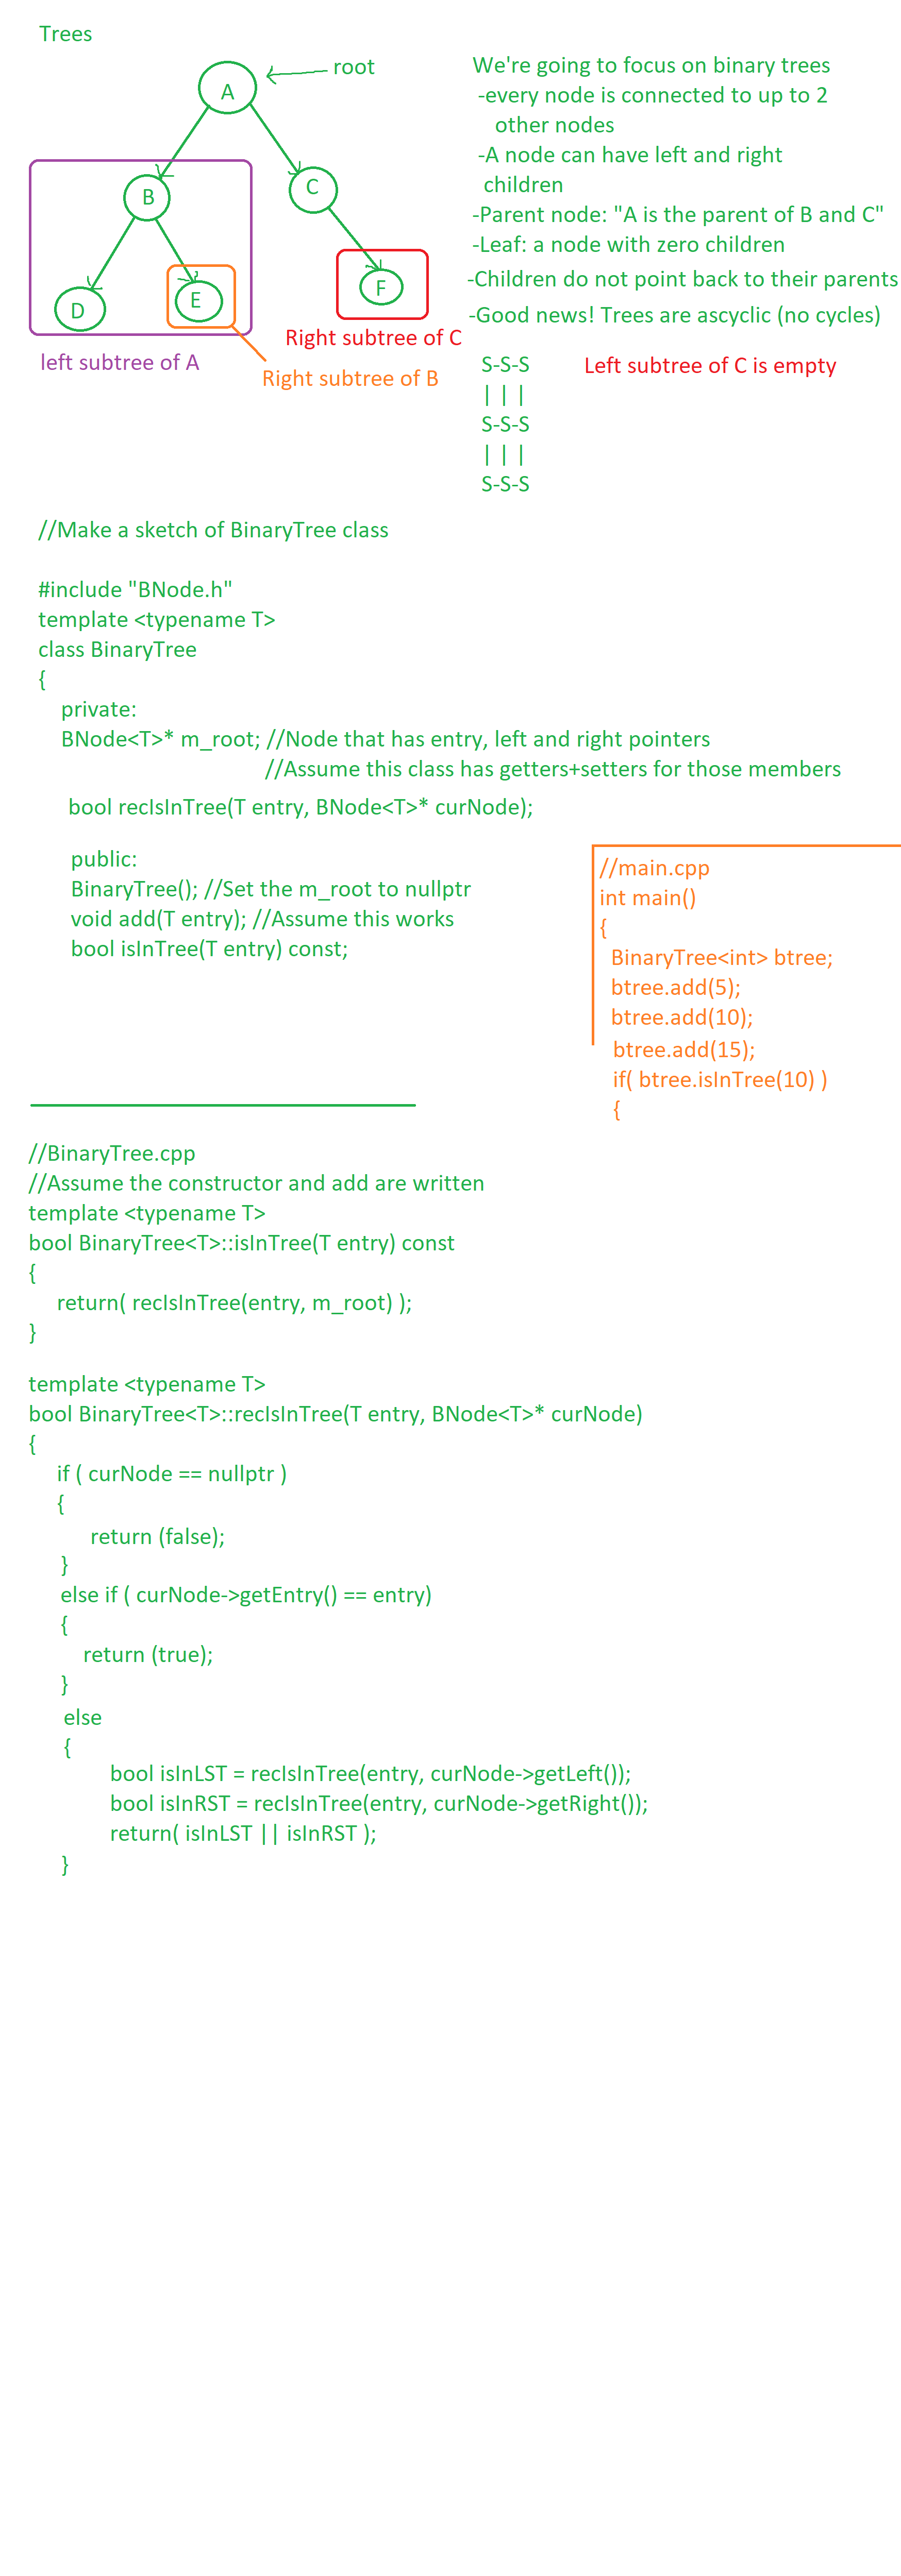 Trees
A
root
B
C
D
E
F
left subtree of A
Right subtree of B
Right subtree of C
We're going to focus on binary trees
-every node is connected to up to 2
other nodes
-A node can have left and right
children
-Parent node: "A is the parent of B and C"
-Leaf: a node with zero children
-Children do not point back to their parents
-Good news! Trees are ascyclic (no cycles)
S-S-S
| | |
S-S-S
| | |
S-S-S
Left subtree of C is empty
//Make a sketch of BinaryTree class
#include "BNode.h"
template <typename T>
class BinaryTree
{
private:
BNode<T>* m_root; //Node that has entry, left and right pointers
//Assume this class has getters+setters for those members
bool recIsInTree(T entry, BNode<T>* curNode);
public:
BinaryTree(); //Set the m_root to nullptr
void add(T entry); //Assume this works
bool isInTree(T entry) const;
//main.cpp
int main()
{
BinaryTree<int> btree;
btree.add(5);
btree.add(10);
btree.add(15);
if( btree.isInTree(10) )
{
//BinaryTree.cpp
//Assume the constructor and add are written
template <typename T>
bool BinaryTree<T>::isInTree(T entry) const
{
return( recIsInTree(entry, m_root) );
}
template <typename T>
bool BinaryTree<T>::recIsInTree(T entry, BNode<T>* curNode)
{
if ( curNode == nullptr )
{
return (false);
}
else if ( curNode->getEntry() == entry)
{
return (true);
}
else
{
bool isInLST = recIsInTree(entry, curNode->getLeft());
bool isInRST = recIsInTree(entry, curNode->getRight());
return( isInLST || isInRST );
}